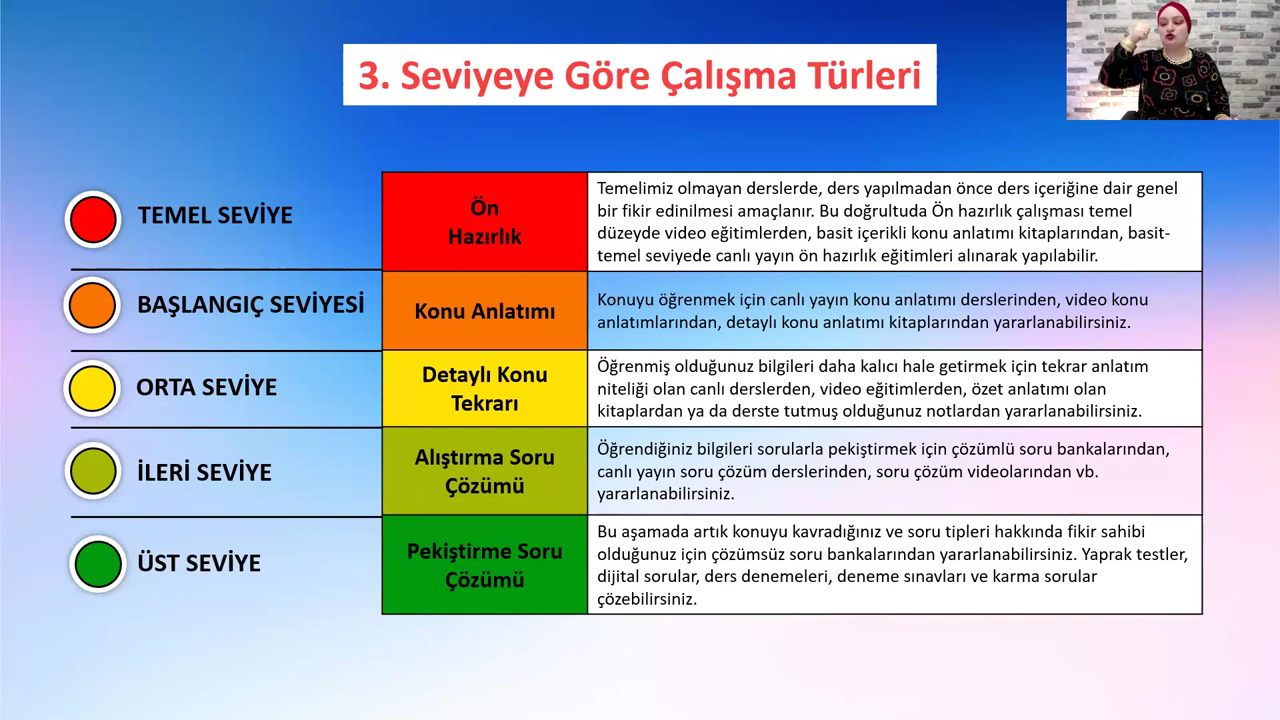 3. Seviyeye Göre Çalışma Türleri
TEMEL SEVİYE
Ön
Hazırlık
Temelimiz olmayan derslerde, ders yapılmadan önce ders içeriğine dair genel
bir fikir edinilmesi amaçlanır. Bu doğrultuda Ön hazırlık çalışması temel
düzeyde video eğitimlerden, basit içerikli konu anlatımı kitaplarından, basit-
temel seviyede canlı yayın ön hazırlık eğitimleri alınarak yapılabilir.
BAŞLANGIÇ SEVİYESİ
Konu Anlatımı
Konuyu öğrenmek için canlı yayın konu anlatımı derslerinden, video konu
anlatımlarından, detaylı konu anlatımı kitaplarından yararlanabilirsiniz.
ORTA SEVİYE
Detaylı Konu
Tekrarı
Öğrenmiş olduğunuz bilgileri daha kalıcı hale getirmek için tekrar anlatım
niteliği olan canlı derslerden, video eğitimlerden, özet anlatımı olan
kitaplardan ya da derste tutmuş olduğunuz notlardan yararlanabilirsiniz.
İLERİ SEVİYE
Alıştırma Soru
Çözümü
Öğrendiğiniz bilgileri sorularla pekiştirmek için çözümlü soru bankalarından,
canlı yayın soru çözüm derslerinden, soru çözüm videolarından vb.
yararlanabilirsiniz.
ÜST SEVİYE
Pekiştirme Soru
Çözümü
Bu aşamada artık konuyu kavradığınız ve soru tipleri hakkında fikir sahibi
olduğunuz için çözümsüz soru bankalarından yararlanabilirsiniz. Yaprak testler,
dijital sorular, ders denemeleri, deneme sınavları ve karma sorular
çözebilirsiniz.